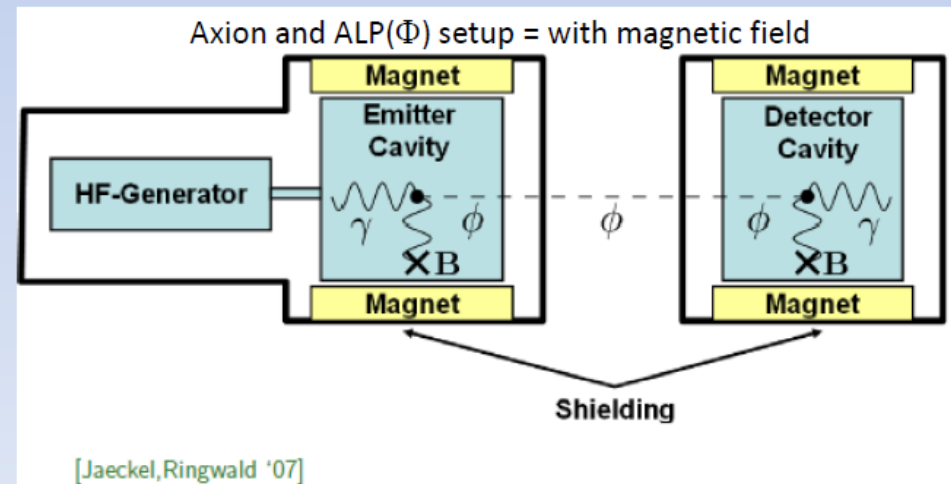 Axion and ALP(Φ) setup = with magnetic field
Magnet
Magnet
Emitter
Cavity
Detector
Cavity
HF-Generator
γ
ϕ
ϕ
ϕ
γ
B
B
Magnet
Magnet
Shielding
[Jaeckel,Ringwald '07]